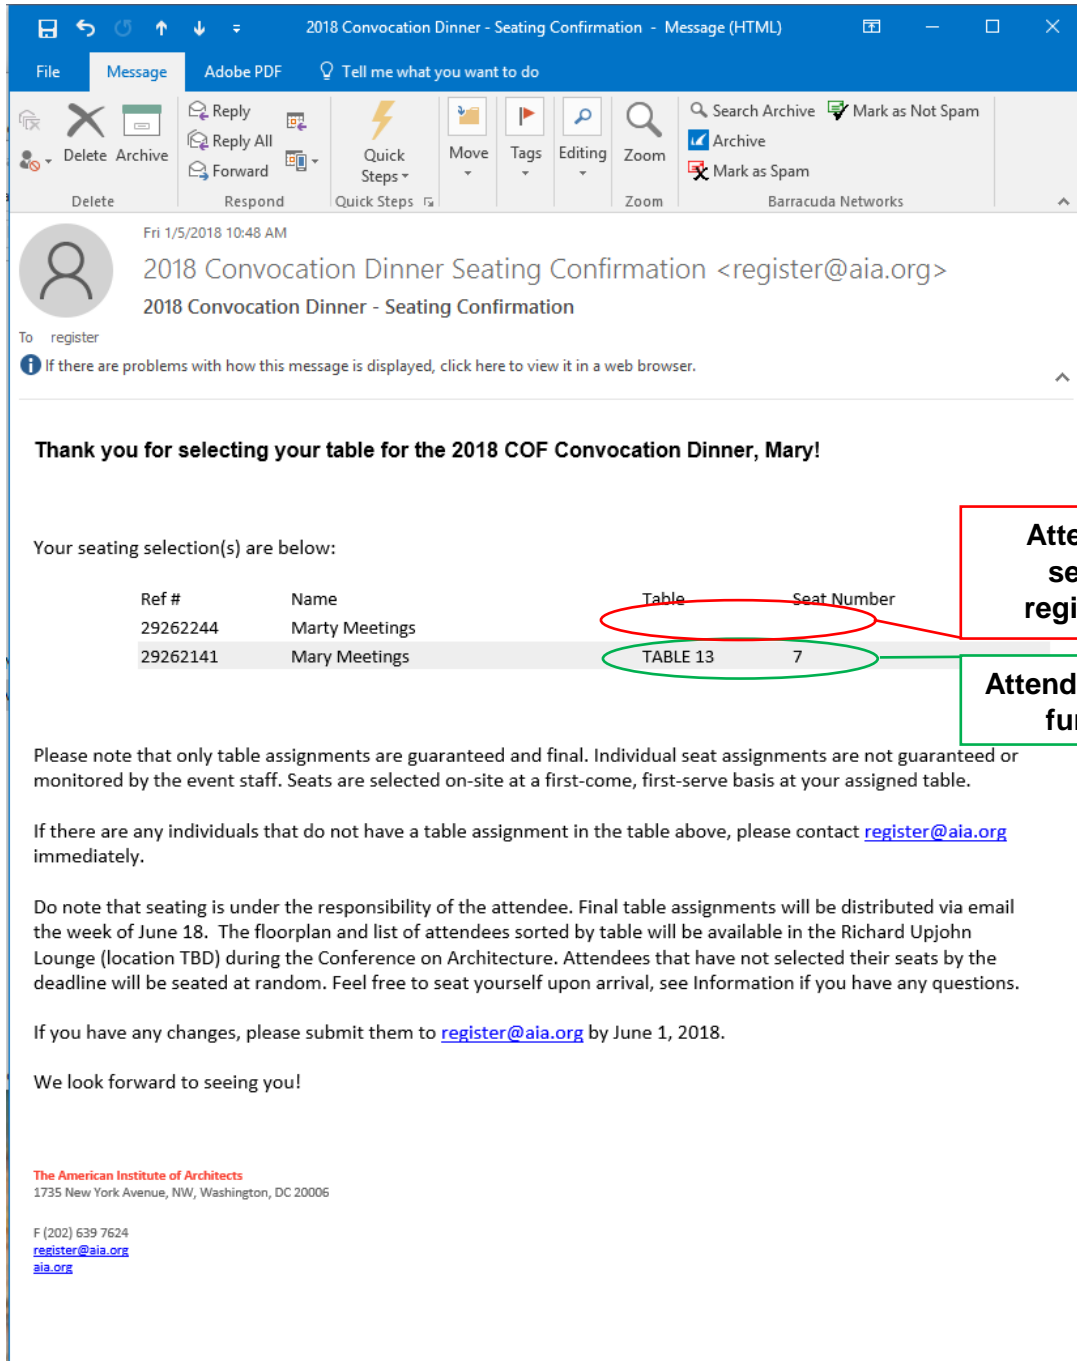 2018 Convocation Dinner - Seating Confirmation - Message (HTML)
File Message Adobe PDF Tell me what you want to do
Delete Archive
Reply
Reply All
Forward
Quick Steps
Move Tags Editing Zoom
Search Archive Mark as Not Spam
Archive
Mark as Spam
Delete Respond Quick Steps Zoom Barracuda Networks
Fri 1/5/2018 10:48 AM
2018 Convocation Dinner Seating Confirmation <register@aia.org>
2018 Convocation Dinner - Seating Confirmation
To register
If there are problems with how this message is displayed, click here to view it in a web browser.
Thank you for selecting your table for the 2018 COF Convocation Dinner, Mary!
Your seating selection(s) are below:
Ref # Name Table Seat Number
29262244 Marty Meetings
29262141 Mary Meetings TABLE 13 7
Please note that only table assignments are guaranteed and final. Individual seat assignments are not guaranteed or
monitored by the event staff. Seats are selected on-site at a first-come, first-serve basis at your assigned table.
If there are any individuals that do not have a table assignment in the table above, please contact register@aia.org
immediately.
Do note that seating is under the responsibility of the attendee. Final table assignments will be distributed via email
the week of June 18.  The floorplan and list of attendees sorted by table will be available in the Richard Upjohn
Lounge (location TBD) during the Conference on Architecture. Attendees that have not selected their seats by the
deadline will be seated at random. Feel free to seat yourself upon arrival, see Information if you have any questions.
If you have any changes, please submit them to register@aia.org by June 1, 2018.
We look forward to seeing you!
The American Institute of Architects
1735 New York Avenue, NW, Washington, DC 20006
F (202) 639 7624
register@aia.org
aia.org